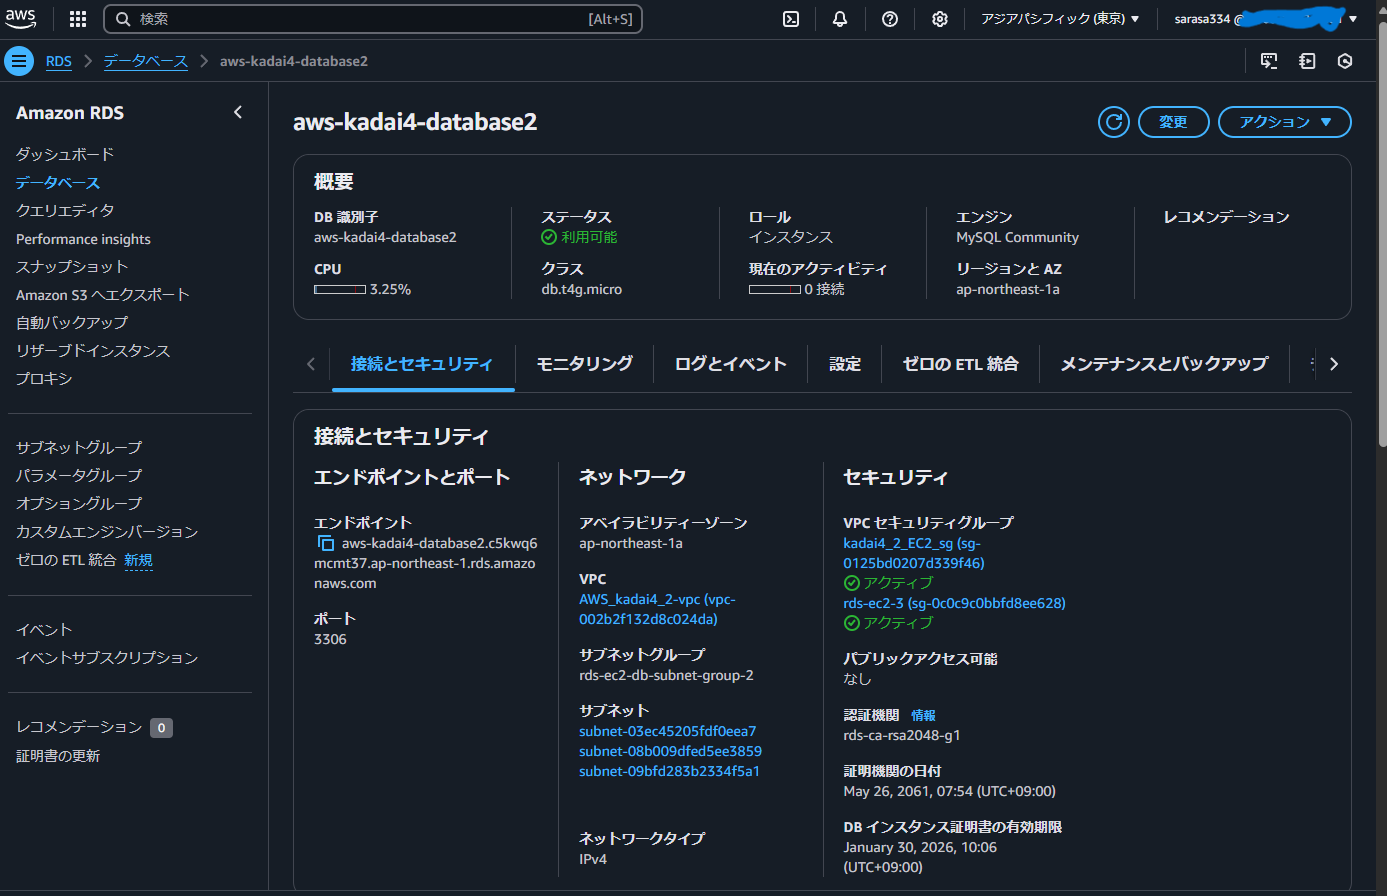 aws
検索
[Alt+S]
アジアパシフィック (東京) ▼
sarasa334 @
RDS
データベース
aws-kadai4-database2
Amazon RDS
ダッシュボード
データベース
クエリエディタ
Performance insights
スナップショット
Amazon S3 へエクスポート
自動バックアップ
リザーブドインスタンス
プロキシ
サブネットグループ
パラメータグループ
オプショングループ
カスタムエンジンバージョン
ゼロの ETL 統合 新規
イベント
イベントサブスクリプション
レコメンデーション 0
証明書の更新
aws-kadai4-database2
変更
アクション ▼
概要
DB 識別子
aws-kadai4-database2
CPU
3.25%
ステータス
利用可能
クラス
db.t4g.micro
ロール
インスタンス
現在のアクティビティ
0 接続
エンジン
MySQL Community
リージョンと AZ
ap-northeast-1a
レコメンデーション
接続とセキュリティ
モニタリング
ログとイベント
設定
ゼロの ETL 統合
メンテナンスとバックアップ
接続とセキュリティ
エンドポイントとポート
エンドポイント
aws-kadai4-database2.c5kwq6
mcmt37.ap-northeast-1.rds.amazo
naws.com
ポート
3306
ネットワーク
アベイラビリティーゾーン
ap-northeast-1a
VPC
AWS_kadai4_2-vpc (vpc-
002b2f132d8c024da)
サブネットグループ
rds-ec2-db-subnet-group-2
サブネット
subnet-03ec45205fdf0eea7
subnet-08b009dfed5ee3859
subnet-09bfd283b2334f5a1
ネットワークタイプ
IPv4
セキュリティ
VPC セキュリティグループ
kadai4_2_EC2_sg (sg-
0125bd0207d339f46)
アクティブ
rds-ec2-3 (sg-0c0c9c0bbfd8ee628)
アクティブ
パブリックアクセス可能
なし
認証機関 情報
rds-ca-rsa2048-g1
証明機関の日付
May 26, 2061, 07:54 (UTC+09:00)
DB インスタンス証明書の有効期限
January 30, 2026, 10:06
(UTC+09:00)